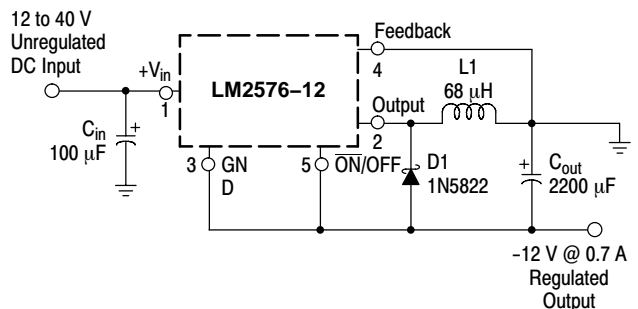 12 to 40 V
Unregulated
DC Input
+Vin
1
Cin
100 μF
+
LM2576–12
Feedback
4
Output
2
L1
68 μH
3 GN
D
5 ON/OFF
D1
1N5822
+
Cout
2200 μF
–12 V @ 0.7 A
Regulated
Output